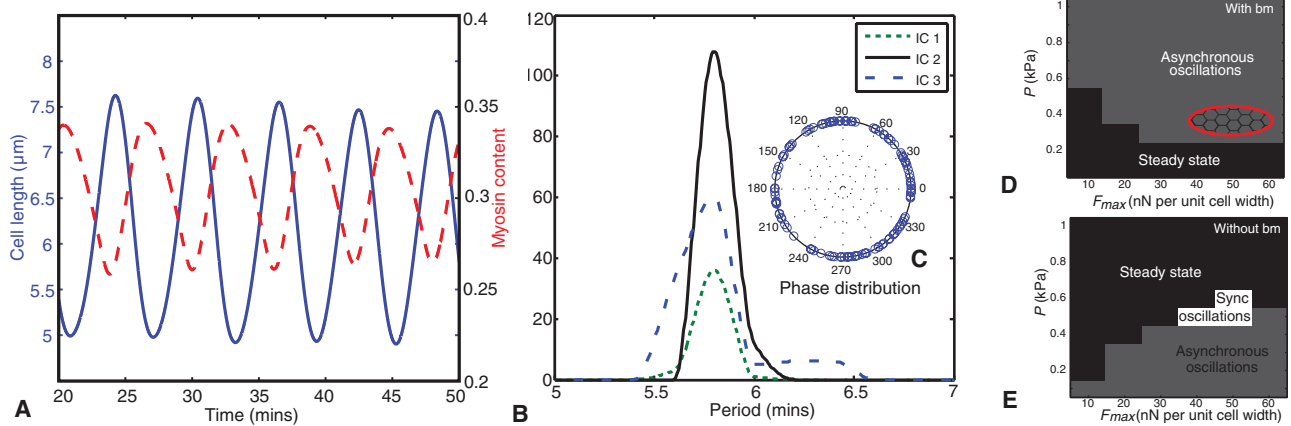 8
7.5
7
6.5
6
5.5
5
Cell length (μm)
20
25
30
35
40
45
50
Time (mins)
0.4
0.35
0.3
0.25
0.2
Myosin content
A
120
100
80
60
40
20
0
5
5.5
6
6.5
7
Period (mins)
B
IC 1
IC 2
IC 3
90
120
60
150
30
180
0
210
330
240
300
270
C
Phase distribution
With bm
1
0.8
0.6
0.4
0.2
P (kPa)
Asynchronous
oscillations
Steady state
10 20 30 40 50 60
D
Fmax(nN per unit cell width)
Without bm
1
0.8
0.6
0.4
0.2
P (kPa)
Steady state
Sync
oscillations
Asynchronous
oscillations
10 20 30 40 50 60
E
Fmax(nN per unit cell width)